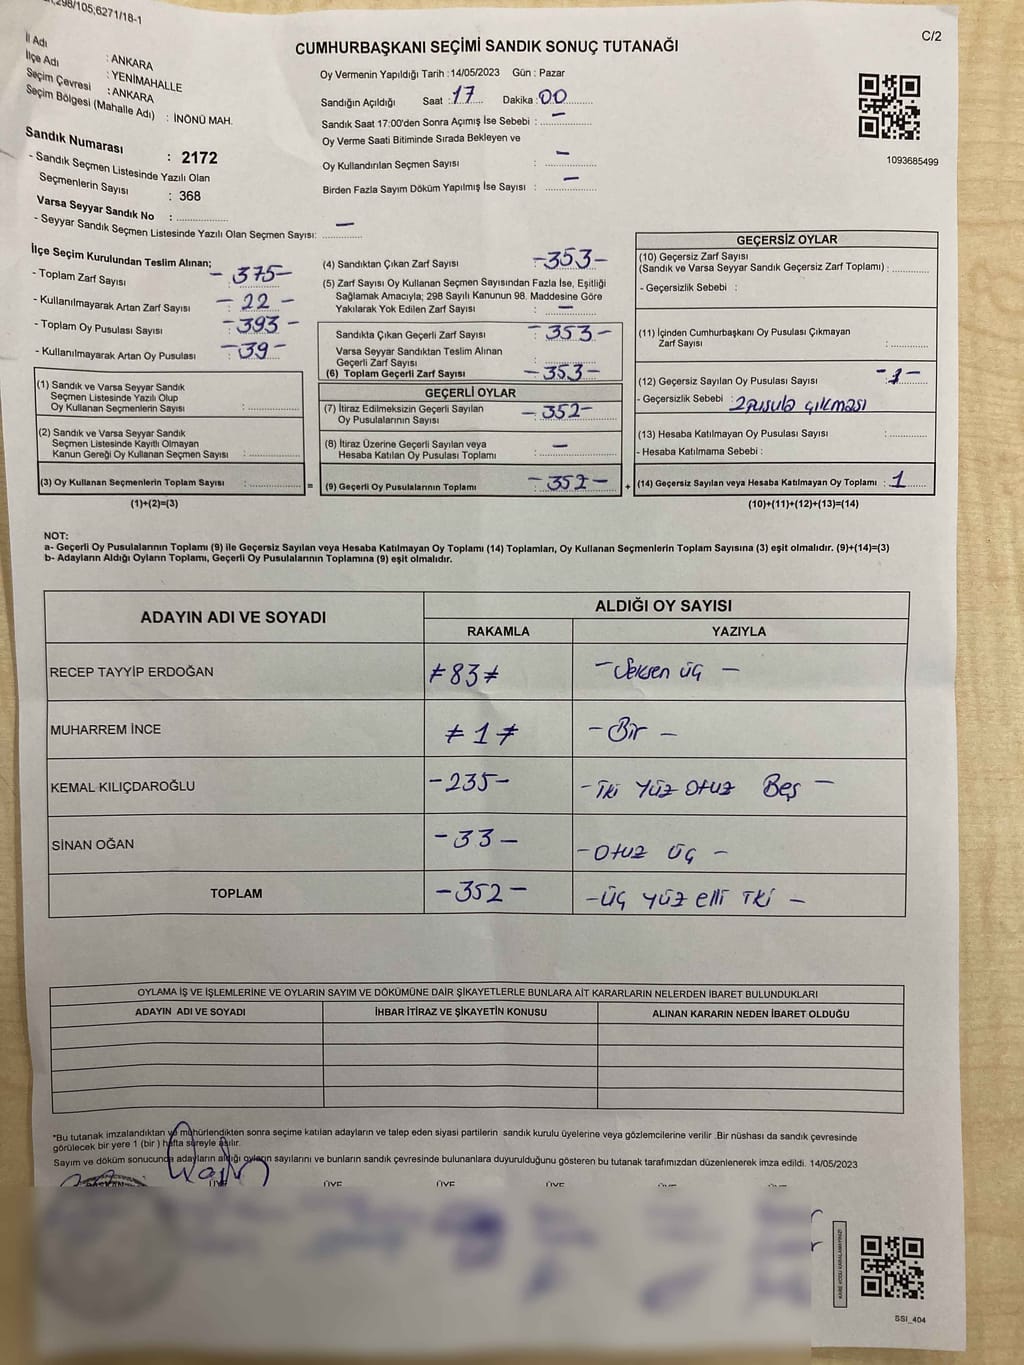 298/105;6271/18-1
C/2
CUMHURBAŞKANI SEÇİMİ SANDIK SONUÇ TUTANAĞI
İl Adı : ANKARA
İlçe Adı : YENİMAHALLE
Seçim Çevresi : ANKARA
Seçim Bölgesi (Mahalle Adı) : İNÖNÜ MAH.
Sandık Numarası : 2172
- Sandık Seçmen Listesinde Yazılı Olan
Seçmenlerin Sayısı : 368
Varsa Seyyar Sandık No :
- Seyyar Sandık Seçmen Listesinde Yazılı Olan Seçmen Sayısı: —
Oy Vermenin Yapıldığı Tarih : 14/05/2023 Gün : Pazar
Sandığın Açıldığı Saat : 17 Dakika : 00
Sandık Saat 17:00'den Sonra Açımış İse Sebebi : —
Oy Verme Saati Bitiminde Sırada Bekleyen ve
Oy Kullandırılan Seçmen Sayısı : —
Birden Fazla Sayım Döküm Yapılmış İse Sayısı : —
1093685499
İlçe Seçim Kurulundan Teslim Alınan;
- Toplam Zarf Sayısı - 375-
- Kullanılmayarak Artan Zarf Sayısı - 22 -
- Toplam Oy Pusulası Sayısı - 393 -
- Kullanılmayarak Artan Oy Pusulası - 39 -
(1) Sandık ve Varsa Seyyar Sandık
Seçmen Listesinde Yazılı Olup
Oy Kullanan Seçmenlerin Sayısı :
(2) Sandık ve Varsa Seyyar Sandık
Seçmen Listesinde Kayıtlı Olmayan
Kanun Gereği Oy Kullanan Seçmen Sayısı :
(3) Oy Kullanan Seçmenlerin Toplam Sayısı : =
(1)+(2)=(3)
(4) Sandıktan Çıkan Zarf Sayısı -353-
(5) Zarf Sayısı Oy Kullanan Seçmen Sayısından Fazla İse, Eşitliği
Sağlamak Amacıyla; 298 Sayılı Kanunun 98. Maddesine Göre
Yakılarak Yok Edilen Zarf Sayısı : —
Sandıkta Çıkan Geçerli Zarf Sayısı - 353 -
Varsa Seyyar Sandıktan Teslim Alınan
Geçerli Zarf Sayısı :
(6) Toplam Geçerli Zarf Sayısı -353-
GEÇERLİ OYLAR
(7) İtiraz Edilmeksizin Geçerli Sayılan
Oy Pusulalarının Sayısı - 352-
(8) İtiraz Üzerine Geçerli Sayılan veya
Hesaba Katılan Oy Pusulası Toplamı : —
(9) Geçerli Oy Pusulalarının Toplamı - 352 - +
GEÇERSİZ OYLAR
(10) Geçersiz Zarf Sayısı
(Sandık ve Varsa Seyyar Sandık Geçersiz Zarf Toplamı) :
- Geçersizlik Sebebi :
(11) İçinden Cumhurbaşkanı Oy Pusulası Çıkmayan
Zarf Sayısı :
(12) Geçersiz Sayılan Oy Pusulası Sayısı -1-
- Geçersizlik Sebebi : 2 pusula çıkması
(13) Hesaba Katılmayan Oy Pusulası Sayısı :
- Hesaba Katılmama Sebebi :
(14) Geçersiz Sayılan veya Hesaba Katılmayan Oy Toplamı : 1
(10)+(11)+(12)+(13)=(14)
NOT:
a- Geçerli Oy Pusulalarının Toplamı (9) ile Geçersiz Sayılan veya Hesaba Katılmayan Oy Toplamı (14) Toplamları, Oy Kullanan Seçmenlerin Toplam Sayısına (3) eşit olmalıdır. (9)+(14)=(3)
b- Adayların Aldığı Oyların Toplamı, Geçerli Oy Pusulalarının Toplamına (9) eşit olmalıdır.
ADAYIN ADI VE SOYADI ALDIĞI OY SAYISI
RAKAMLA YAZIYLA
RECEP TAYYİP ERDOĞAN ≠ 83 ≠ - Seksen üç -
MUHARREM İNCE ≠ 1 ≠ - Bir -
KEMAL KILIÇDAROĞLU - 235 - - İki yüz otuz Beş -
SİNAN OĞAN - 33 - - Otuz üç -
TOPLAM - 352 - - üç yüz elli iki -
OYLAMA İŞ VE İŞLEMLERİNE VE OYLARIN SAYIM VE DÖKÜMÜNE DAİR ŞİKAYETLERLE BUNLARA AİT KARARLARIN NELERDEN İBARET BULUNDUKLARI
ADAYIN ADI VE SOYADI İHBAR İTİRAZ VE ŞİKAYETİN KONUSU ALINAN KARARIN NEDEN İBARET OLDUĞU
*Bu tutanak imzalandıktan ve mühürlendikten sonra seçime katılan adayların ve talep eden siyasi partilerin sandık kurulu üyelerine veya gözlemcilerine verilir .Bir nüshası da sandık çevresinde
görülecek bir yere 1 (bir ) hafta süreyle asılır.
Sayım ve döküm sonucunda adayların aldığı oyların sayılarını ve bunların sandık çevresinde bulunanlara duyurulduğunu gösteren bu tutanak tarafımızdan düzenlenerek imza edildi. 14/05/2023
BAŞKAN ÜYE ÜYE ÜYE ÜYE ÜYE ÜYE
SSI_404